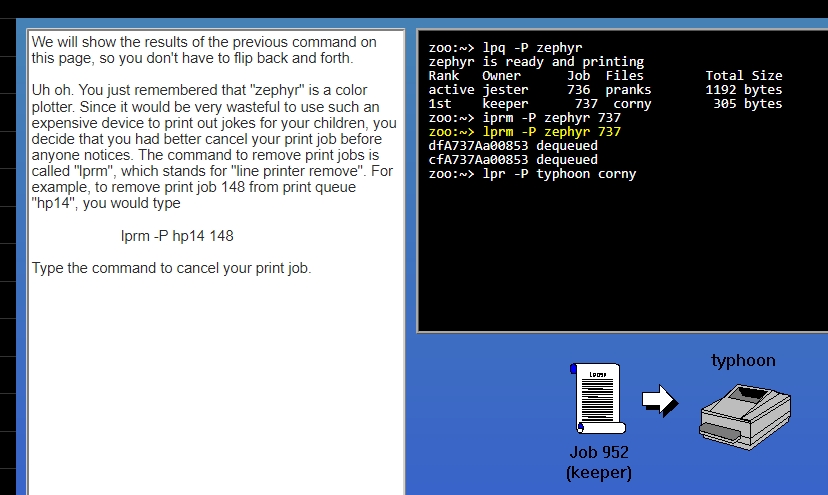 We will show the results of the previous command on
this page, so you don't have to flip back and forth.
Uh oh. You just remembered that "zephyr" is a color
plotter. Since it would be very wasteful to use such an
expensive device to print out jokes for your children, you
decide that you had better cancel your print job before
anyone notices. The command to remove print jobs is
called "lprm", which stands for "line printer remove". For
example, to remove print job 148 from print queue
"hp14", you would type
lprm -P hp14 148
Type the command to cancel your print job.
zoo:~> lpq -P zephyr
zephyr is ready and printing
Rank Owner Job Files Total Size
active jester 736 pranks 1192 bytes
1st keeper 737 corny 305 bytes
zoo:~> iprm -P zephyr 737
zoo:~> lprm -P zephyr 737
dfA737Aa00853 dequeued
cfA737Aa00853 dequeued
zoo:~> lpr -P typhoon corny
typhoon
Job 952
(keeper)